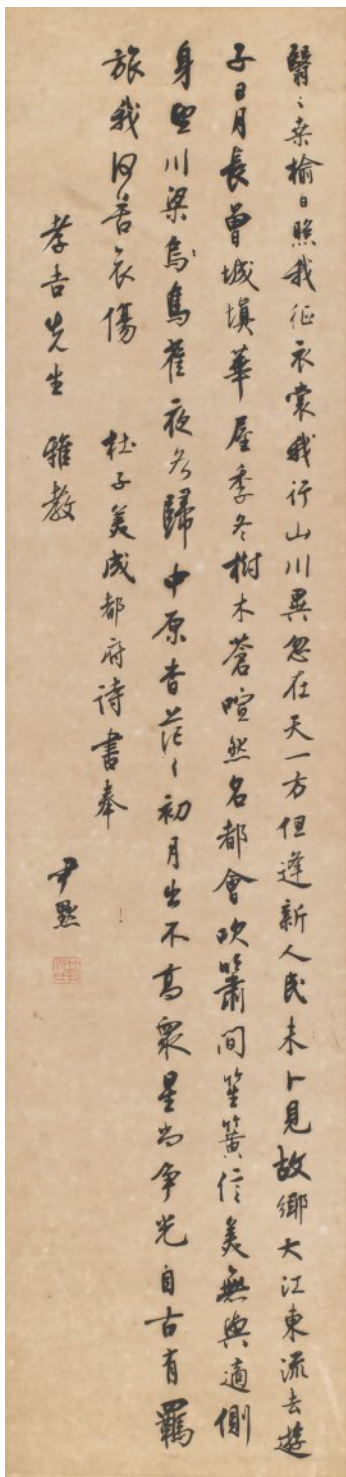 翳〻桑榆日照我征衣裳我行山川異忽在天一方但逢新人民未卜見故鄉大江東流去遊
子日月長曾城填華屋季冬樹木蒼喧然名都會吹簫間笙簧信美無與適側
身望川梁鳥雀夜各歸中原杳茫〻初月出不高衆星尚爭光自古有羈
旅我何苦哀傷
杜子美成都府詩書奉
孝吉先生 雅教
尹默